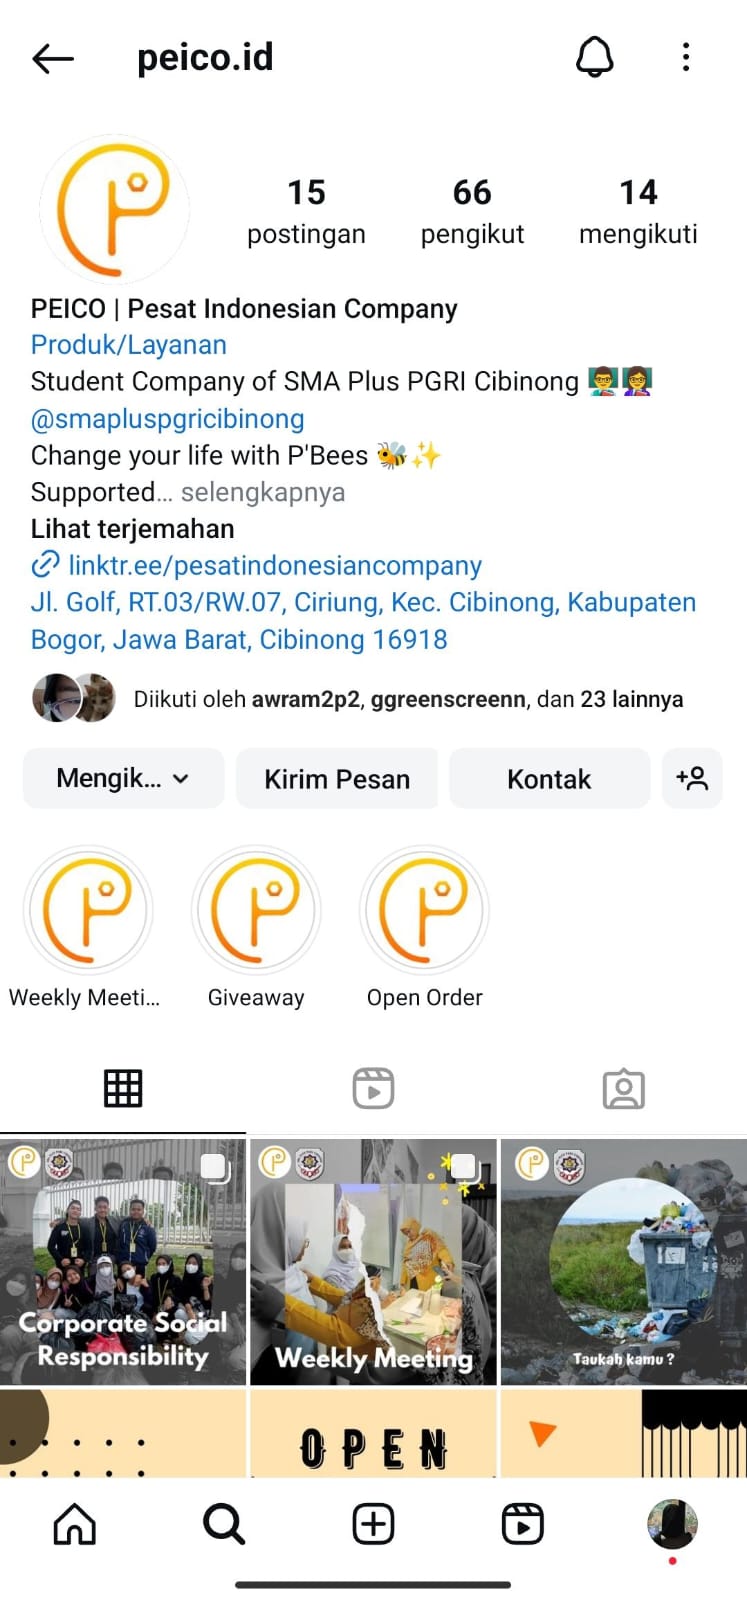 peico.id
15
66
14
postingan
pengikut
mengikuti
PEICO | Pesat Indonesian Company
Produk/Layanan
Student Company of SMA Plus PGRI Cibinong
@smapluspgricibinong
Change your life with P'Bees
Supported... selengkapnya
Lihat terjemahan
linktr.ee/pesatindonesiancompany
Jl. Golf, RT.03/RW.07, Ciriung, Kec. Cibinong, Kabupaten
Bogor, Jawa Barat, Cibinong 16918
Diikuti oleh awram2p2, ggreenscreenn, dan 23 lainnya
Mengik...
Kirim Pesan
Kontak
Weekly Meeti...
Giveaway
Open Order
Corporate Social
Responsibility
Weekly Meeting
Taukah kamu ?
OPEN